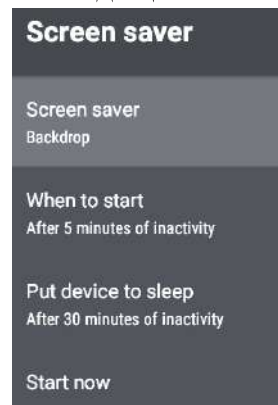 Screen saver
Screen saver
Backdrop
When to start
After 5 minutes of inactivity
Put device to sleep
After 30 minutes of inactivity
Start now